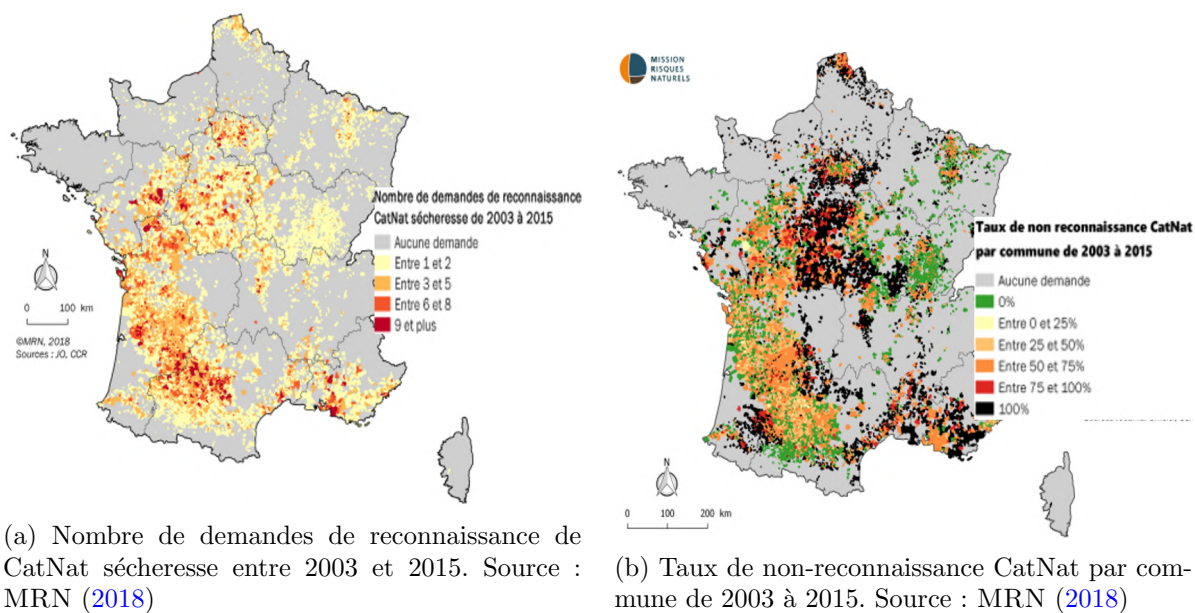 Nombre de demandes de reconnaissance
CatNat sécheresse de 2003 à 2015
Aucune demande
Entre 1 et 2
Entre 3 et 5
Entre 6 et 8
9 et plus
N
0 100 km
©MRN, 2018
Sources : JO, CCR
(a) Nombre de demandes de reconnaissance de
CatNat sécheresse entre 2003 et 2015. Source :
MRN (2018)
MISSION
RISQUES
NATURELS
Taux de non reconnaissance CatNat
par commune de 2003 à 2015
Aucune demande
0%
Entre 0 et 25%
Entre 25 et 50%
Entre 50 et 75%
Entre 75 et 100%
100%
N
0 100 200 km
(b) Taux de non-reconnaissance CatNat par com-
mune de 2003 à 2015. Source : MRN (2018)